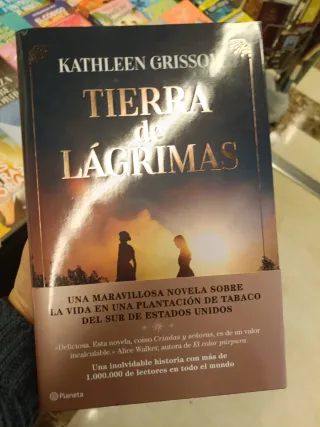 KATHLEEN GRISSO
TIERRA
de
LÁGRIMAS
UNA MARAVILLOSA NOVELA SOBRE
LA VIDA EN UNA PLANTACIÓN DE TABACO
DEL SUR DE ESTADOS UNIDOS
«Deliciosa. Esta novela, como Criadas y señoras, es de un valor
incalculable.» Alice Walker, autora de El color púrpura
Una inolvidable historia con más de
1.000.000 de lectores en todo el mundo
Planeta